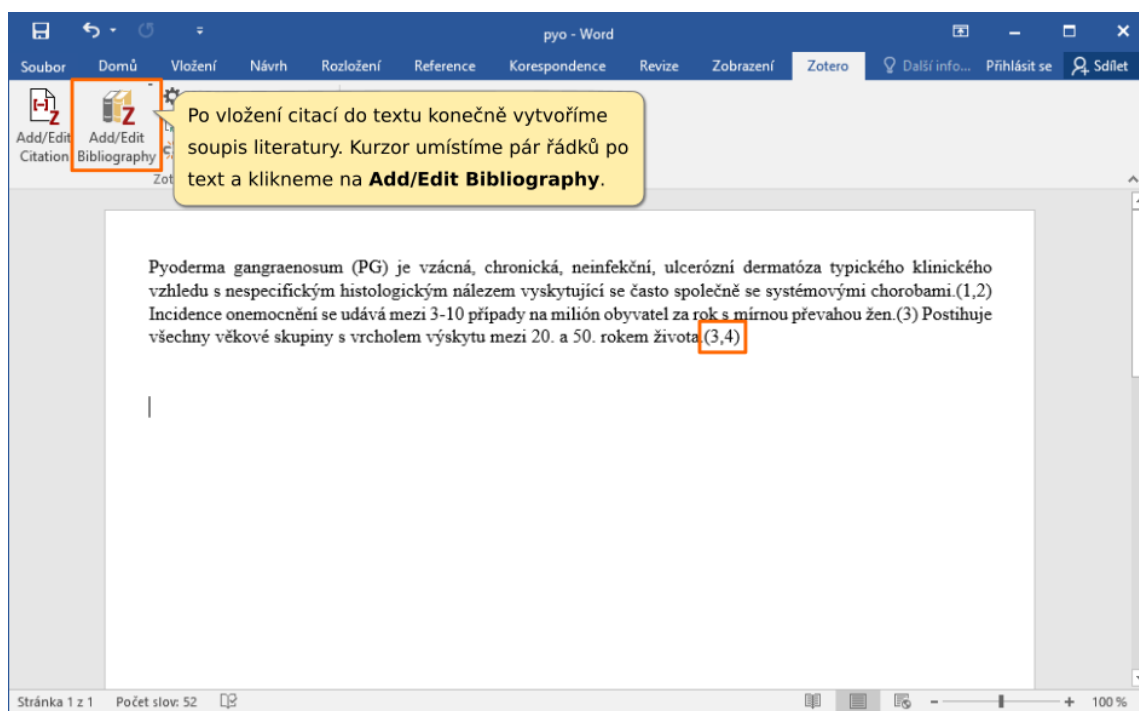 pyo - Word
Soubor Domů Vložení Návrh Rozložení Reference Korespondence Revize Zobrazení Zotero Další info... Přihlásit se Sdílet
Add/Edit Citation
Add/Edit Bibliography
Po vložení citací do textu konečně vytvoříme
soupis literatury. Kurzor umístíme pár řádků po
text a klikneme na Add/Edit Bibliography.
Pyoderma gangraenosum (PG) je vzácná, chronická, neinfekční, ulcerózní dermatóza typického klinického
vzhledu s nespecifickým histologickým nálezem vyskytující se často společně se systémovými chorobami.(1,2)
Incidence onemocnění se udává mezi 3-10 případy na milión obyvatel za rok s mírnou převahou žen.(3) Postihuje
všechny věkové skupiny s vrcholem výskytu mezi 20. a 50. rokem života.(3,4)
Stránka 1 z 1 Počet slov: 52 100 %